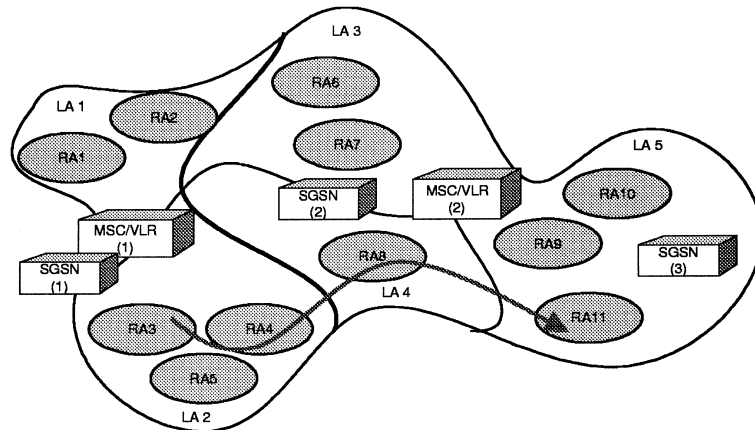 LA 3
RA6
LA 1
RA2
RA7
RA1
LA 5
RA10
SGSN
(2)
MSC/VLR
(2)
MSC/VLR
(1)
RA9
SGSN
(3)
SGSN
(1)
RA8
LA 4
RA3
RA4
RA11
RA5
LA 2